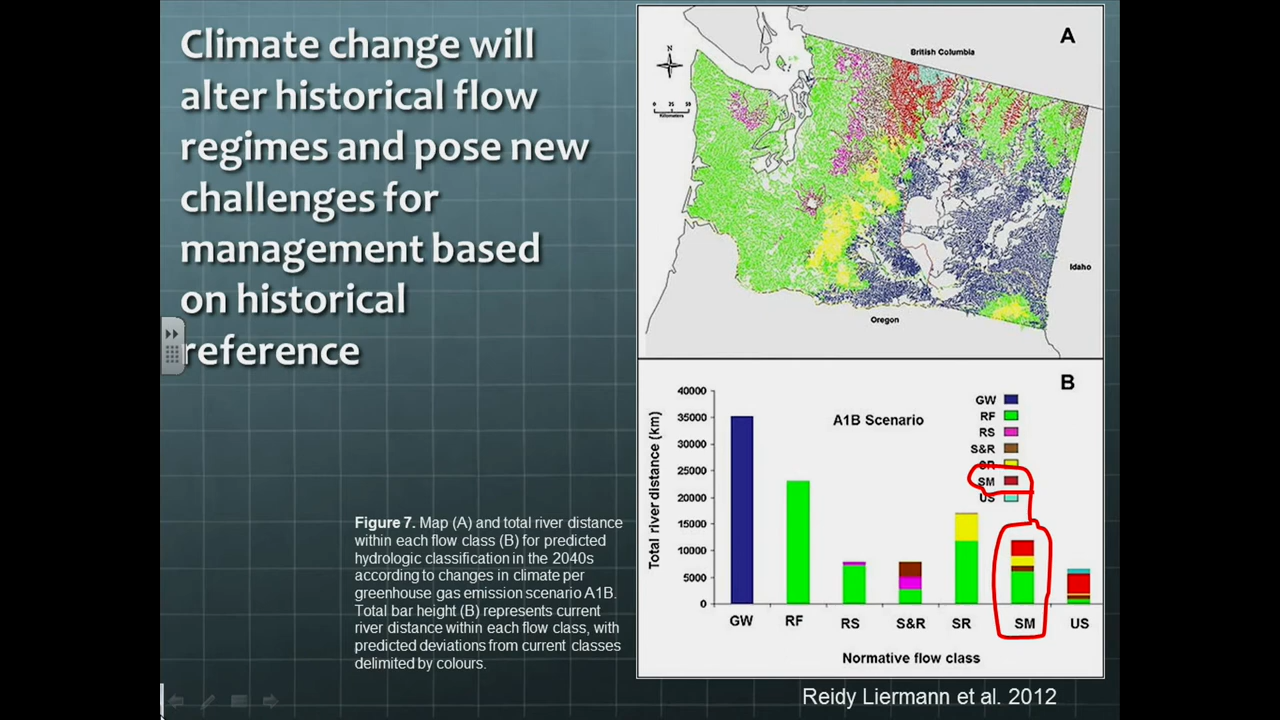 Climate change will
alter historical flow
regimes and pose new
challenges for
management based
on historical
reference
A
British Columbia
N
0 25 50
Kilometers
Idaho
Oregon
B
40000
35000
30000
25000
20000
15000
10000
5000
0
Total river distance (km)
A1B Scenario
GW
RF
RS
S&R
SR
SM
US
GW RF RS S&R SR SM US
Normative flow class
Figure 7. Map (A) and total river distance
within each flow class (B) for predicted
hydrologic classification in the 2040s
according to changes in climate per
greenhouse gas emission scenario A1B.
Total bar height (B) represents current
river distance within each flow class, with
predicted deviations from current classes
delimited by colours.
Reidy Liermann et al. 2012